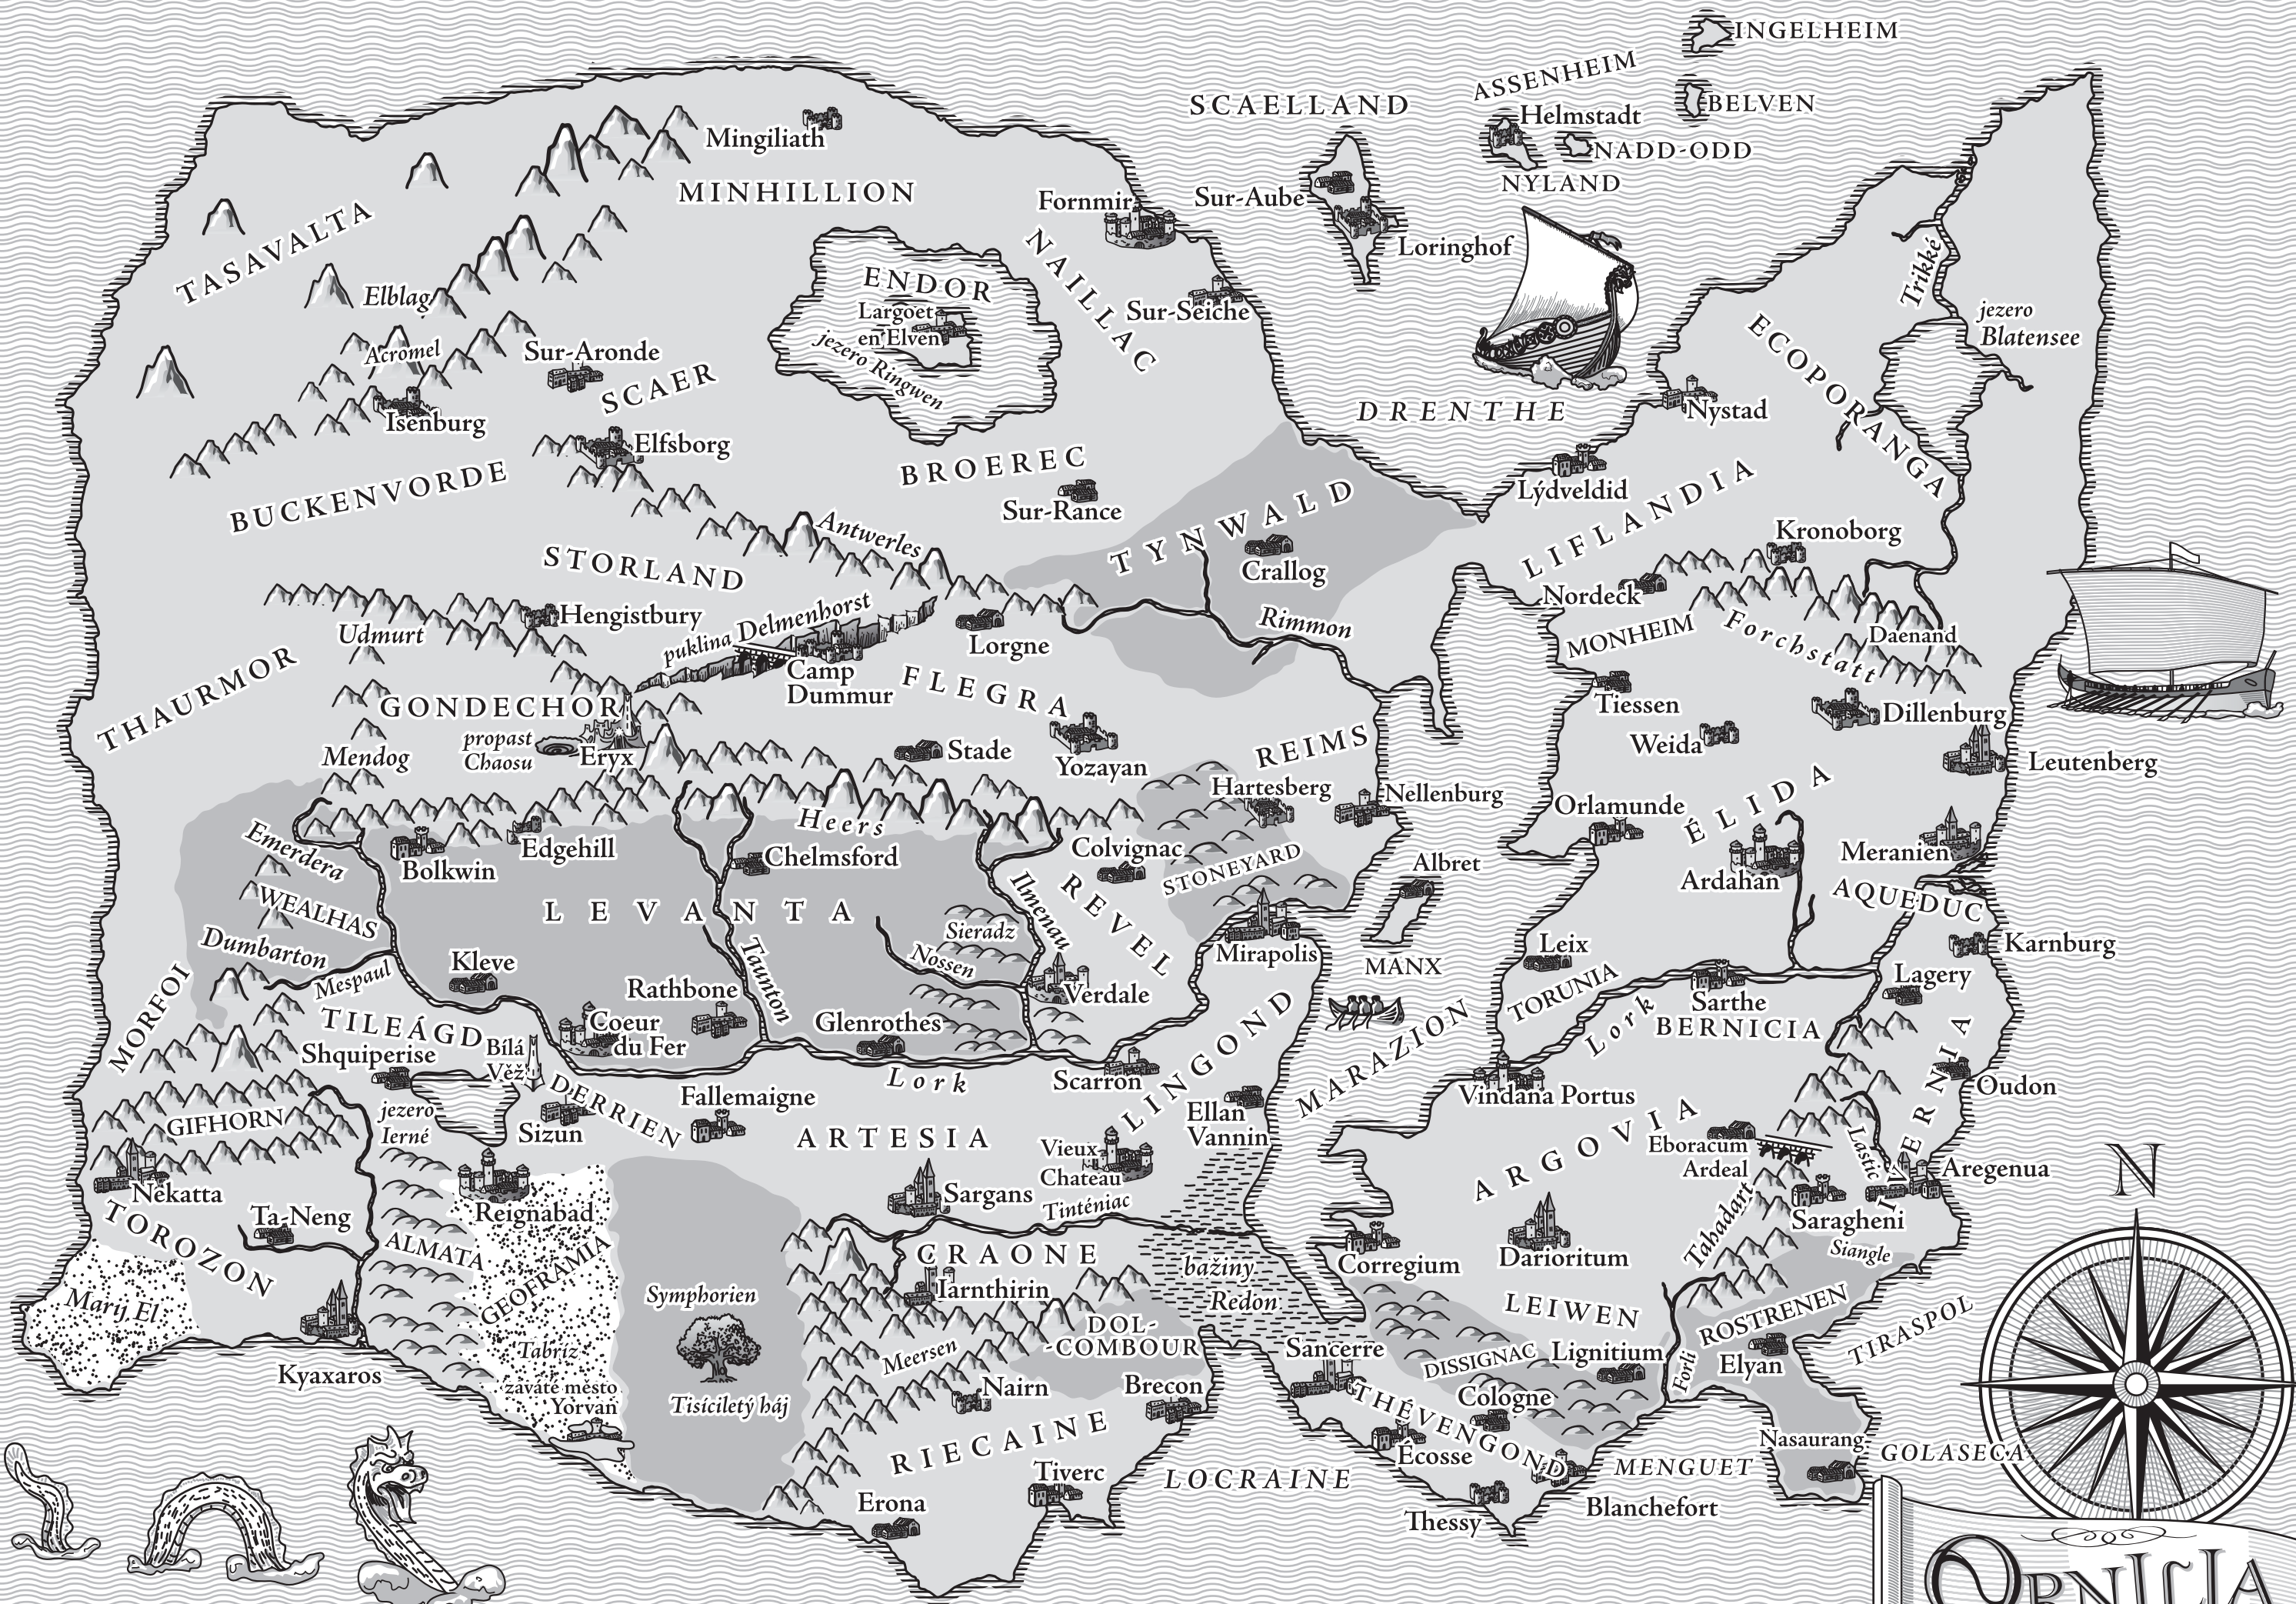 INGELHEIM
ASSENHEIM
SCAELLAND
BELVEN
Helmstadt
NADD-ODD
NYLAND
Mingiliath
MINHILLION
Fornmir
Sur-Aube
Loringhof
TASAVALTA
NAILLAC
Elblag
ENDOR
Largoet
en Elven
jezero Ringwen
Sur-Seiche
Trikké
jezero
Blatensee
ECOPORANGA
Acromel
Sur-Aronde
SCAER
Isenburg
DRENTHE
Nystad
Elfsborg
BUCKENVORDE
BROEREC
Sur-Rance
Lýdveldid
LIFLANDIA
TYNWALD
Antwerles
Crallog
Kronoborg
STORLAND
Nordeck
Hengistbury
puklina Delmenhorst
Udmurt
Lorgne
Rimmon
MONHEIM
Forchstatt
Daenand
THAURMOR
Camp
Dummur
FLEGRA
GONDECHOR
Tiessen
Dillenburg
propast
Chaosu
Eryx
Mendog
Stade
Yozayan
REIMS
Weida
Leutenberg
Hartesberg
Nellenburg
Orlamunde
ÉLIDA
Heers
Emerdera
Bolkwin
Edgehill
Chelmsford
Colvignac
STONEYARD
Albret
Ardahan
Meranien
AQUEDUC
WEALHAS
LEVANTA
Ilmenau
REVEL
Sieradz
Dumbarton
Mespaul
Kleve
Taunton
Nossen
Mirapolis
MANX
Leix
Karnburg
MORFOI
Rathbone
Verdale
TORUNIA
Lagery
Sarthe
TILEÁGD
Coeur
du Fer
Glenrothes
Lork
BERNICIA
Shquiperise
Bílá
Věž
Lork
Scarron
LINGOND
MARAZION
Vindana Portus
IVERNIA
Oudon
DERRIEN
Fallemaigne
GIFHORN
jezero
Ierné
Sizun
ARTESIA
Ellan
Vannin
ARGOVIA
Eboracum
Ardeal
Lastic
Aregenua
N
Vieux
Chateau
Nekatta
Sargans
Tinténiac
Reignabad
Ta-Neng
TOROZON
ALMATA
Tabadart
Saragheni
Siangle
GEOFRAMIA
CRAONE
Corregium
Darioritum
bažiny
Redon
Iarnthirin
Symphorien
Marij El
LEIWEN
ROSTRENEN
TIRASPOL
DOL-
-COMBOUR
Tabríz
Meersen
Sancerre
DISSIGNAC
Lignitium
Forli
Elyan
Kyaxaros
zaváté město
Yorvan
Tisíciletý háj
Nairn
Brecon
THÉVENGOND
Cologne
RIECAINE
Écosse
Nasaurang
GOLASECA
Tiverc
LOCRAINE
MENGUET
Erona
Thessy
Blanchefort
ORNICIA